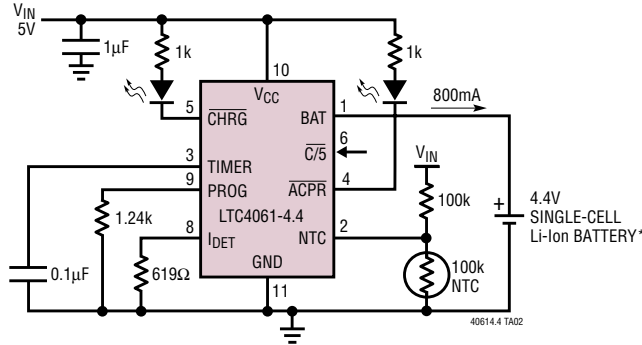 V_IN
5V
1µF
1k
1k
10
V_CC
800mA
5
CHRG
BAT
1
C/5
6
3
TIMER
V_IN
9
PROG
ACPR
4
100k
LTC4061-4.4
4.4V
SINGLE-CELL
Li-Ion BATTERY*
+
1.24k
8
I_DET
NTC
2
0.1µF
619Ω
GND
100k
NTC
11
40614.4 TA02